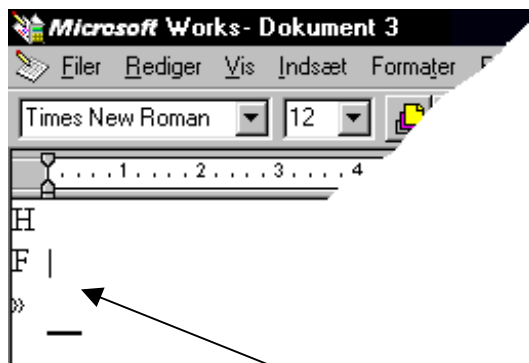 Microsoft Works- Dokument 3
Filer Rediger Vis Indsæt Formater
Times New Roman 12
1 2 3 4
H
F
»